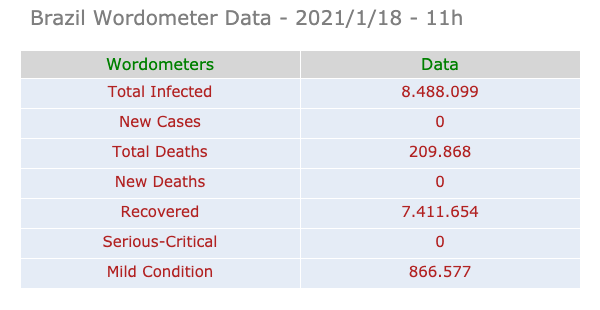 Brazil Wordometer Data - 2021/1/18 - 11h
Wordometers Data
Total Infected 8.488.099
New Cases 0
Total Deaths 209.868
New Deaths 0
Recovered 7.411.654
Serious-Critical 0
Mild Condition 866.577